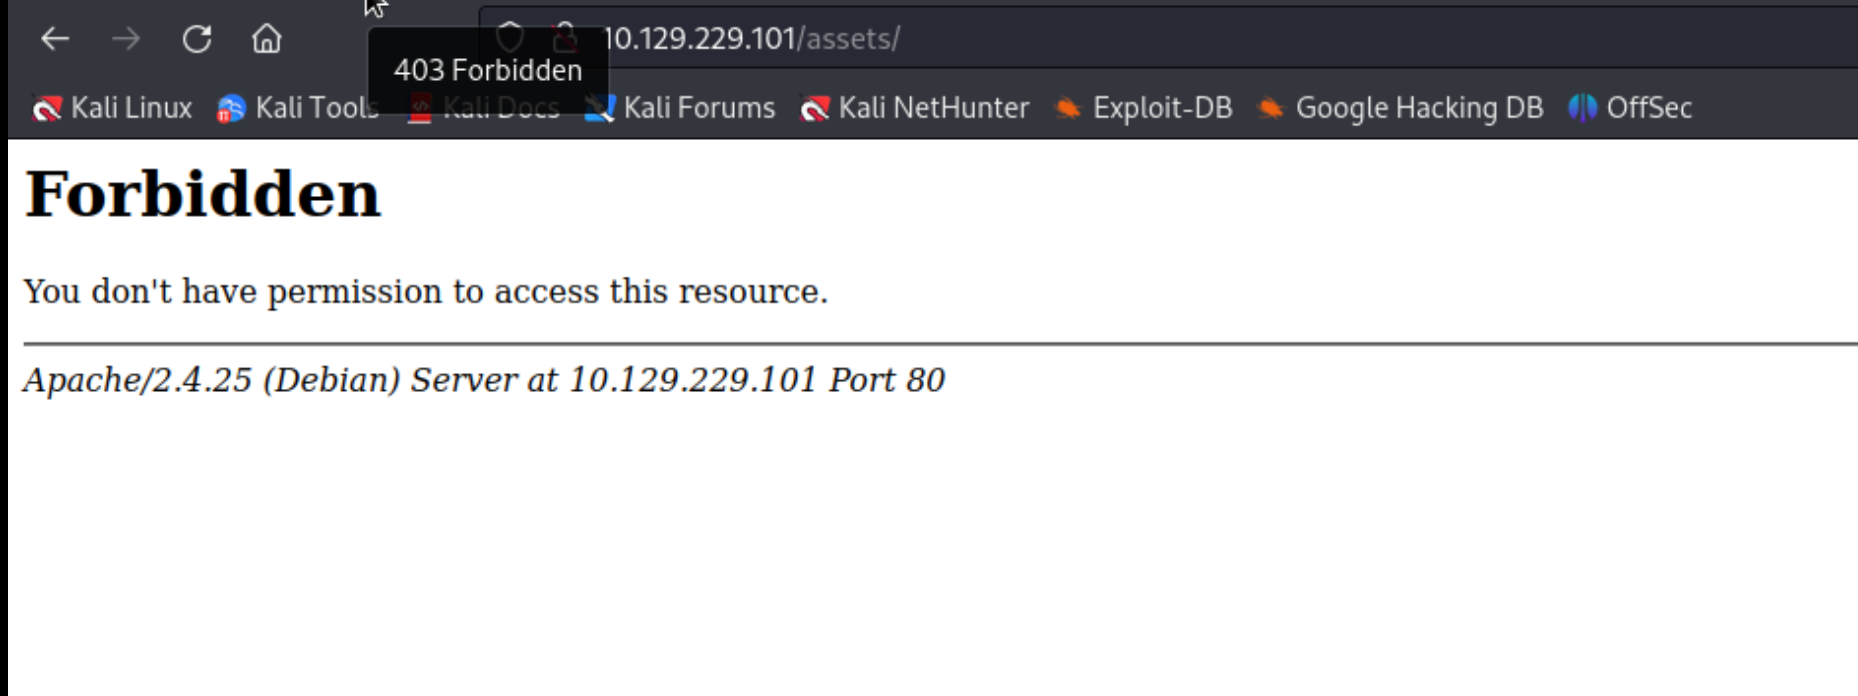 10.129.229.101/assets/
403 Forbidden
Kali Linux Kali Tools Kali Docs Kali Forums Kali NetHunter Exploit-DB Google Hacking DB OffSec
Forbidden
You don't have permission to access this resource.
Apache/2.4.25 (Debian) Server at 10.129.229.101 Port 80